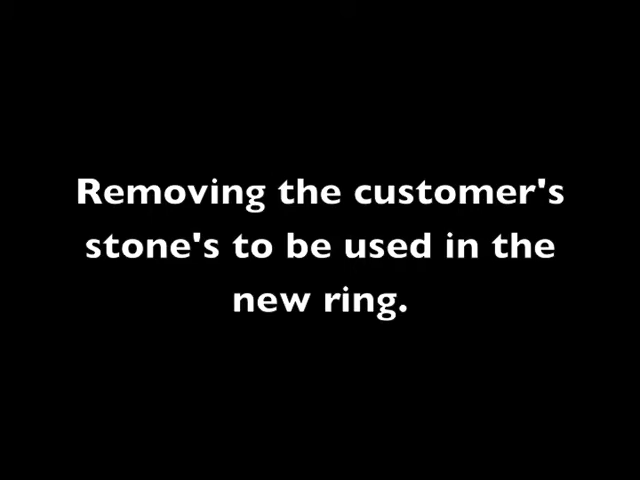 Removing the customer's
stone's to be used in the
new ring.